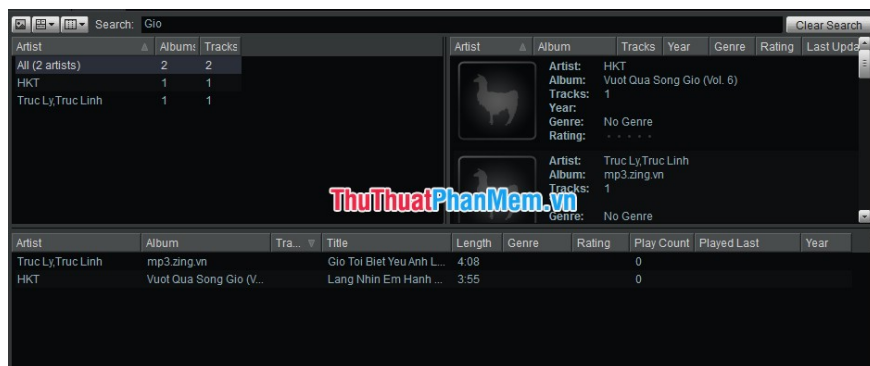 Search: Gio Clear Search
Artist Albums Tracks
All (2 artists) 2 2
HKT 1 1
Truc Ly,Truc Linh 1 1
Artist Album Tracks Year Genre Rating Last Upda
Artist: HKT
Album: Vuot Qua Song Gio (Vol. 6)
Tracks: 1
Year:
Genre: No Genre
Rating:
Artist: Truc Ly,Truc Linh
Album: mp3.zing.vn
Tracks: 1
Genre: No Genre
ThuThuatPhanMem.vn
Artist Album Tra... Title Length Genre Rating Play Count Played Last Year
Truc Ly,Truc Linh mp3.zing.vn Gio Toi Biet Yeu Anh L... 4:08 0
HKT Vuot Qua Song Gio (V... Lang Nhin Em Hanh ... 3:55 0